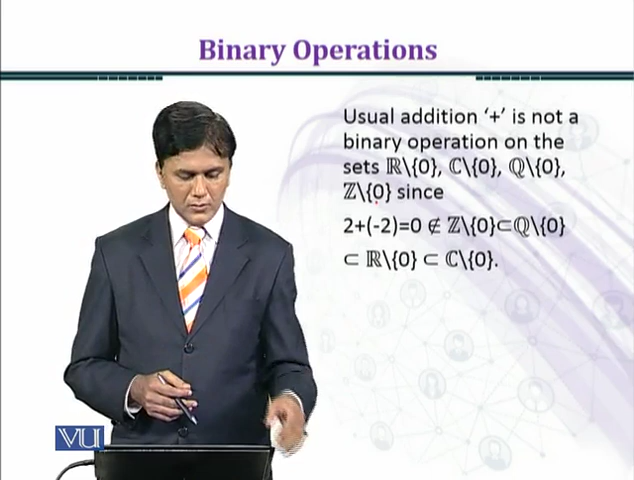 Binary Operations
Usual addition ‘+’ is not a
binary operation on the
sets ℝ\{0}, ℂ\{0}, ℚ\{0},
ℤ\{0} since
2+(-2)=0 ∉ ℤ\{0}⊂ℚ\{0}
⊂ ℝ\{0} ⊂ ℂ\{0}.
VU